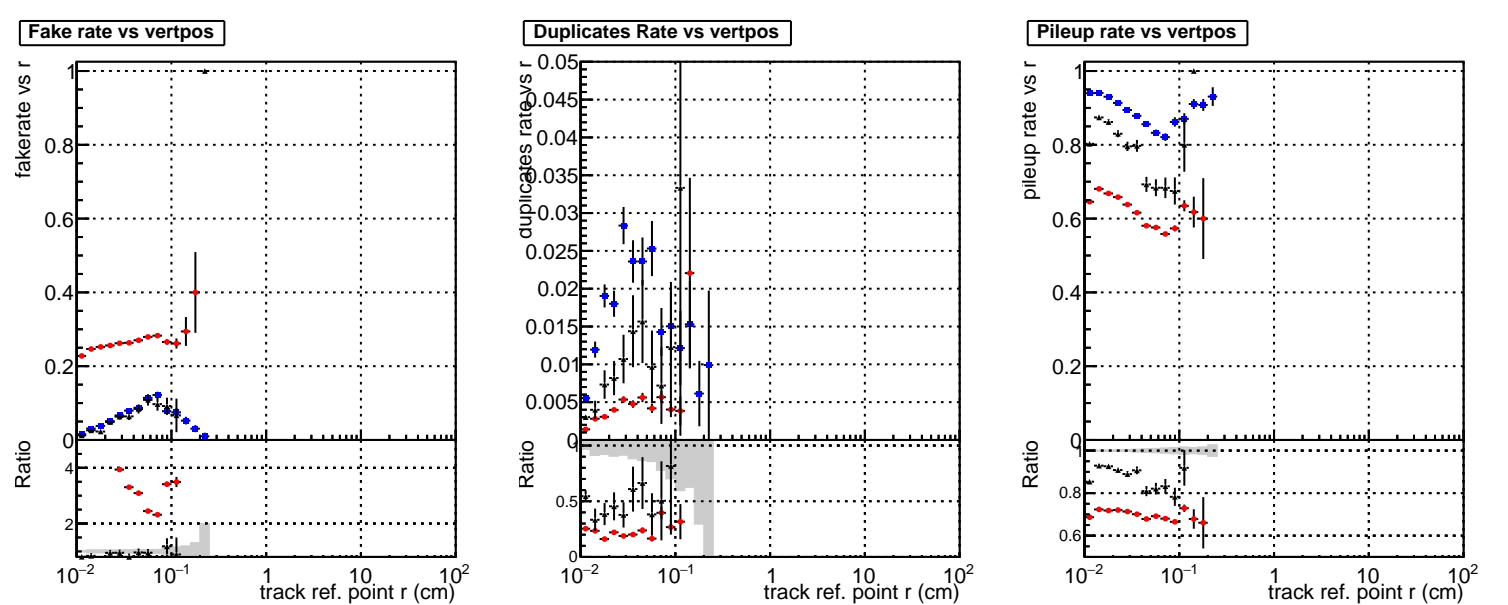 Fake rate vs vertpos
fakerate vs r
1
0.8
0.6
0.4
0.2
0
Ratio
4
2
10⁻² 10⁻¹ 1 10 10²
track ref. point r (cm)
Duplicates Rate vs vertpos
duplicates rate vs r
0.05
0.045
0.04
0.035
0.03
0.025
0.02
0.015
0.01
0.005
0
Ratio
1
0.5
0
10⁻² 10⁻¹ 1 10 10²
track ref. point r (cm)
Pileup rate vs vertpos
pileup rate vs r
1
0.8
0.6
0.4
0.2
0
Ratio
1
0.8
0.6
10⁻² 10⁻¹ 1 10 10²
track ref. point r (cm)